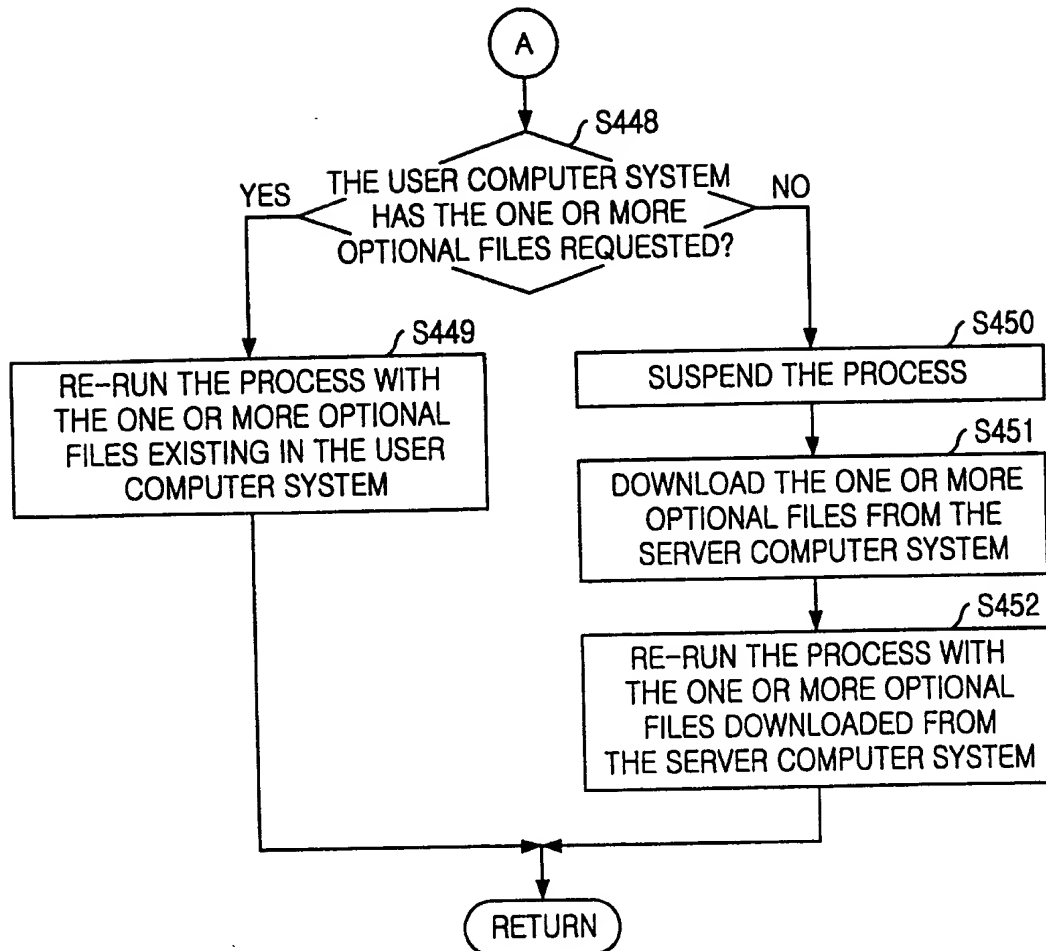 A
S448
THE USER COMPUTER SYSTEM
HAS THE ONE OR MORE
OPTIONAL FILES REQUESTED?
YES
NO
S449
RE-RUN THE PROCESS WITH
THE ONE OR MORE OPTIONAL
FILES EXISTING IN THE USER
COMPUTER SYSTEM
S450
SUSPEND THE PROCESS
S451
DOWNLOAD THE ONE OR MORE
OPTIONAL FILES FROM THE
SERVER COMPUTER SYSTEM
S452
RE-RUN THE PROCESS WITH
THE ONE OR MORE OPTIONAL
FILES DOWNLOADED FROM
THE SERVER COMPUTER SYSTEM
RETURN